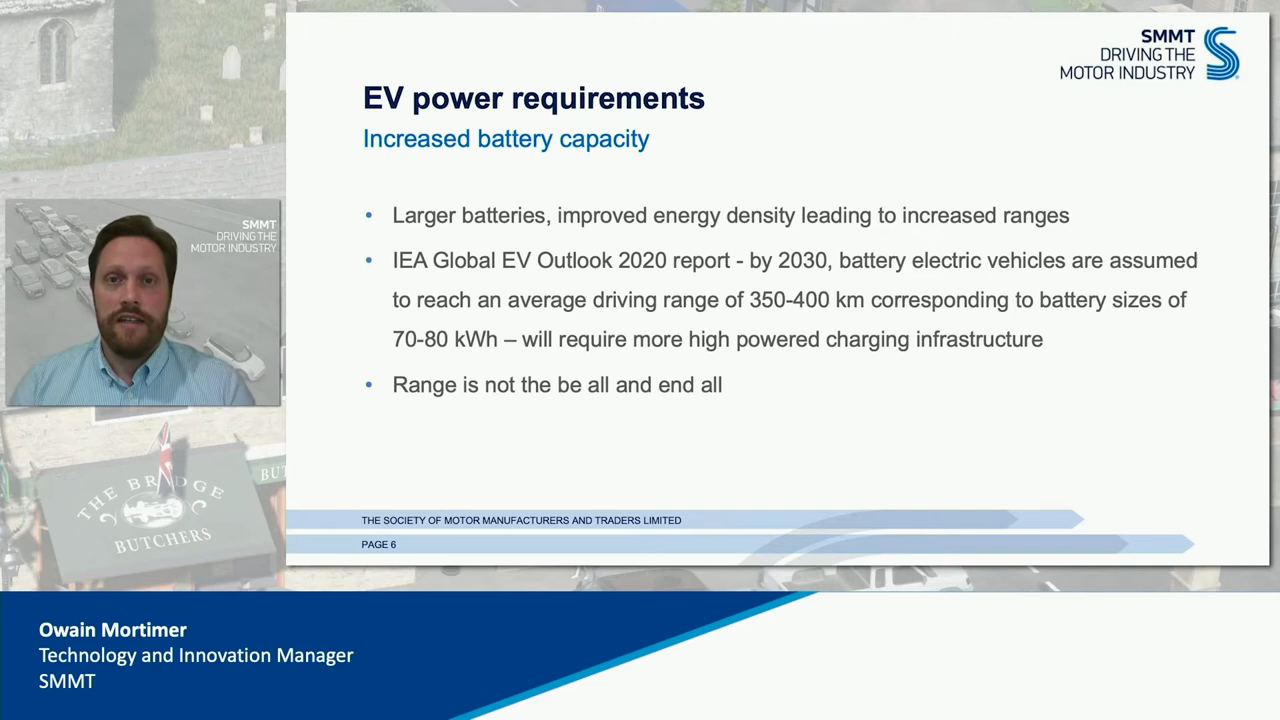 SMMT
DRIVING THE
MOTOR INDUSTRY
EV power requirements
Increased battery capacity
• Larger batteries, improved energy density leading to increased ranges
• IEA Global EV Outlook 2020 report - by 2030, battery electric vehicles are assumed
to reach an average driving range of 350-400 km corresponding to battery sizes of
70-80 kWh – will require more high powered charging infrastructure
• Range is not the be all and end all
SMMT
DRIVING THE
MOTOR INDUSTRY
THE BRIDGE
BUTCHERS
BUT
THE SOCIETY OF MOTOR MANUFACTURERS AND TRADERS LIMITED
PAGE 6
Owain Mortimer
Technology and Innovation Manager
SMMT